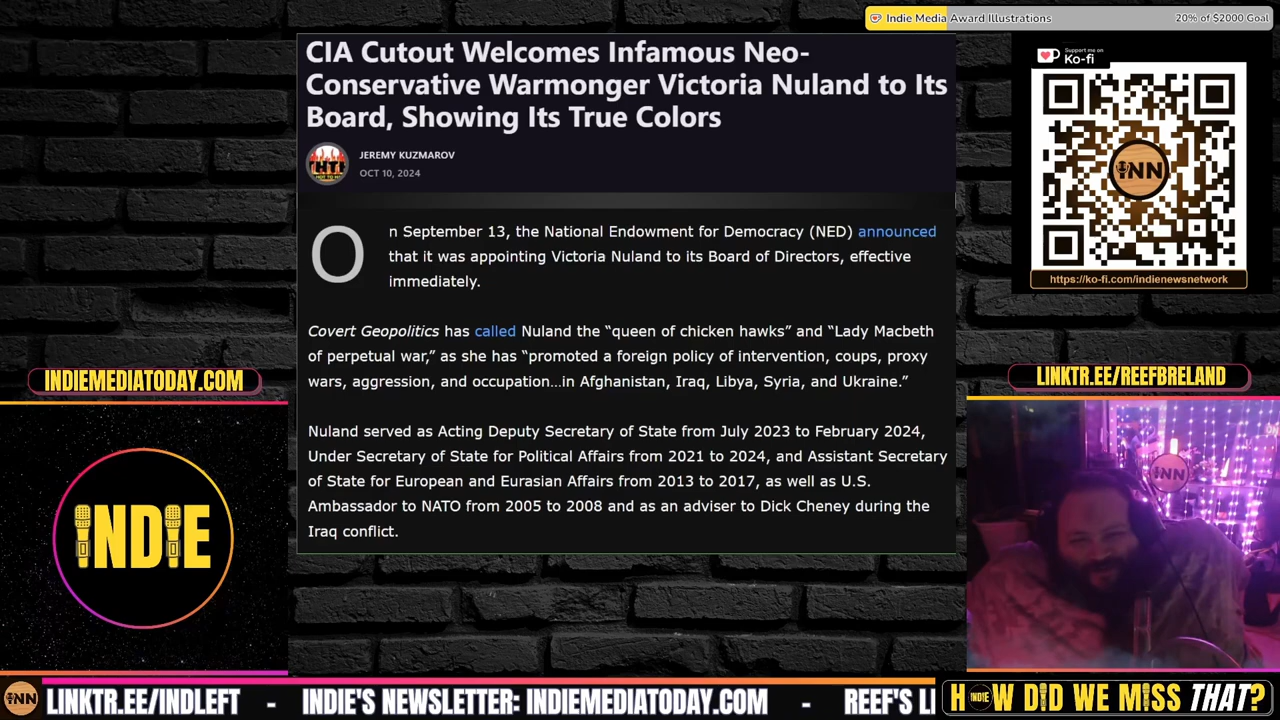 Indie Media Award Illustrations
20% of $2000 Goal
CIA Cutout Welcomes Infamous Neo-
Conservative Warmonger Victoria Nuland to Its
Board, Showing Its True Colors
JEREMY KUZMAROV
OCT 10, 2024
On September 13, the National Endowment for Democracy (NED) announced
that it was appointing Victoria Nuland to its Board of Directors, effective
immediately.
Covert Geopolitics has called Nuland the “queen of chicken hawks” and “Lady Macbeth
of perpetual war,” as she has “promoted a foreign policy of intervention, coups, proxy
wars, aggression, and occupation…in Afghanistan, Iraq, Libya, Syria, and Ukraine.”
Nuland served as Acting Deputy Secretary of State from July 2023 to February 2024,
Under Secretary of State for Political Affairs from 2021 to 2024, and Assistant Secretary
of State for European and Eurasian Affairs from 2013 to 2017, as well as U.S.
Ambassador to NATO from 2005 to 2008 and as an adviser to Dick Cheney during the
Iraq conflict.
Support me on
Ko-fi
INN
https://ko-fi.com/indienewsnetwork
INDIEMEDIATODAY.COM
LINKTR.EE/REEFBRELAND
INDIE
INN
INN
LINKTR.EE/INDLEFT - INDIE'S NEWSLETTER: INDIEMEDIATODAY.COM - REEF'S LI
HOW DID WE MISS THAT?